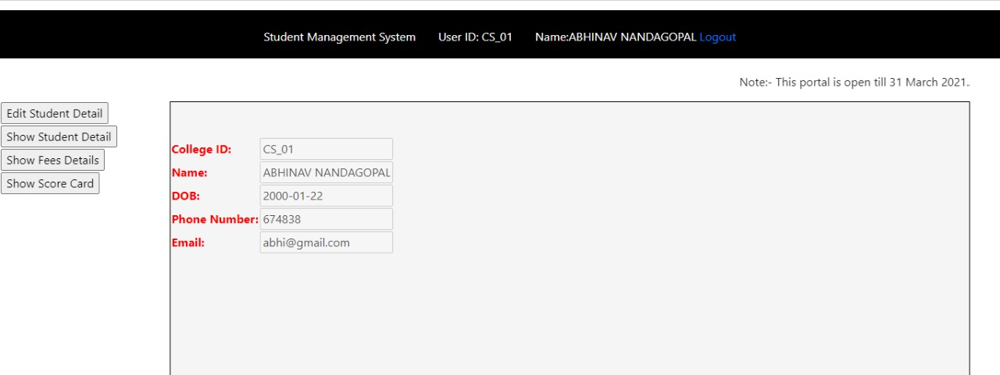 Student Management System User ID: CS_01 Name:ABHINAV NANDAGOPAL Logout
Note:- This portal is open till 31 March 2021.
Edit Student Detail
Show Student Detail
Show Fees Details
Show Score Card
College ID: CS_01
Name: ABHINAV NANDAGOPAL
DOB: 2000-01-22
Phone Number: 674838
Email: abhi@gmail.com